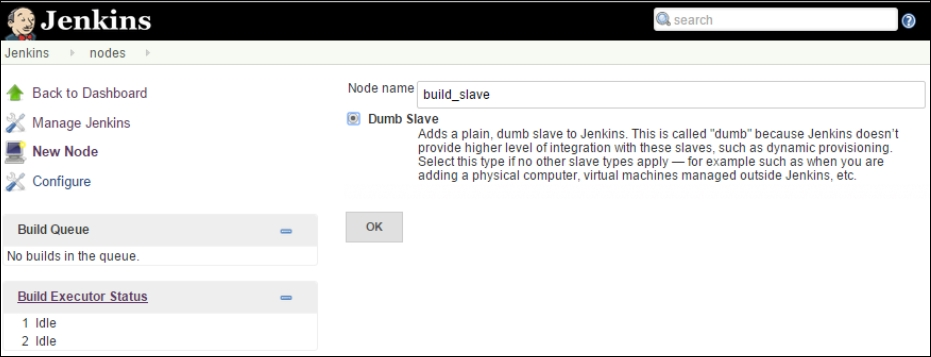 Jenkins
search
Jenkins
nodes
Back to Dashboard
Manage Jenkins
New Node
Configure
Build Queue
No builds in the queue.
Build Executor Status
1 Idle
2 Idle
Node name
build_slave
Dumb Slave
Adds a plain, dumb slave to Jenkins. This is called "dumb" because Jenkins doesn't
provide higher level of integration with these slaves, such as dynamic provisioning.
Select this type if no other slave types apply — for example such as when you are
adding a physical computer, virtual machines managed outside Jenkins, etc.
OK